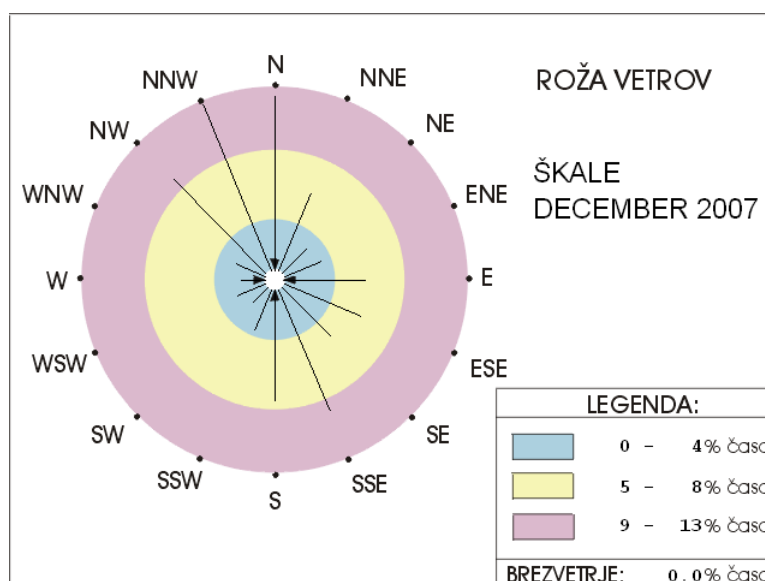 ROŽA VETROV
ŠKALE
DECEMBER 2007
N
NNE
NE
ENE
E
ESE
SE
SSE
S
SSW
SW
WSW
W
WNW
NW
NNW
LEGENDA:
0 - 4% časa
5 - 8% časa
9 - 13% časa
BREZVETRJE: 0.0% časa